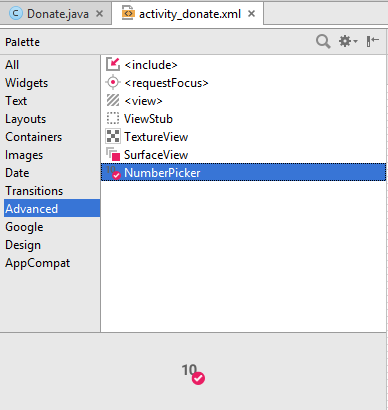 Donate.java activity_donate.xml
Palette
All
Widgets
Text
Layouts
Containers
Images
Date
Transitions
Advanced
Google
Design
AppCompat
<include>
<requestFocus>
<view>
ViewStub
TextureView
SurfaceView
NumberPicker
10